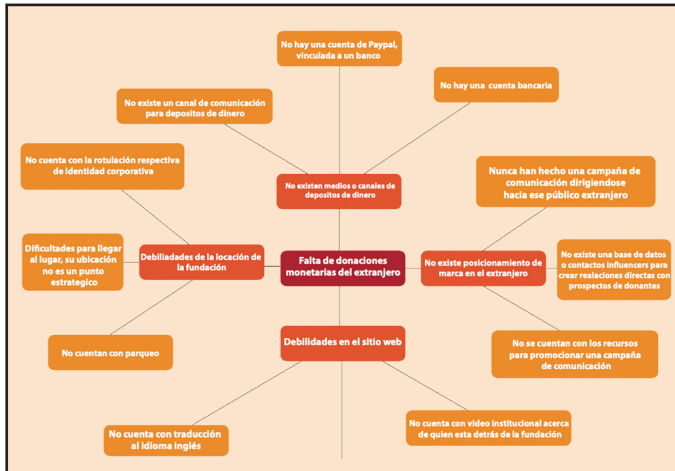 No hay una cuenta de Paypal,
vinculada a un banco
No hay una cuenta bancaria
No existe un canal de comunicación
para depositos de dinero
No cuenta con la rotulación respectiva
de identidad corporativa
Nunca han hecho una campaña de
comunicación dirigiendose
hacia ese público extranjero
No existen medios o canales de
depositos de dinero
Dificultades para llegar
al lugar, su ubicación
no es un punto
estrategico
Debiliadades de la locación de
la fundación
Falta de donaciones
monetarias del extranjero
No existe posicionamiento de
marca en el extranjero
No existe una base de datos
o contactos influencers para
crear realaciones directas con
prospectos de donantes
No cuentan con parqueo
Debilidades en el sitio web
No se cuentan con los recursos
para promocionar una campaña
de comunicación
No cuenta con traducción
al idioma inglés
No cuenta con video institucional acerca
de quien esta detrás de la fundación